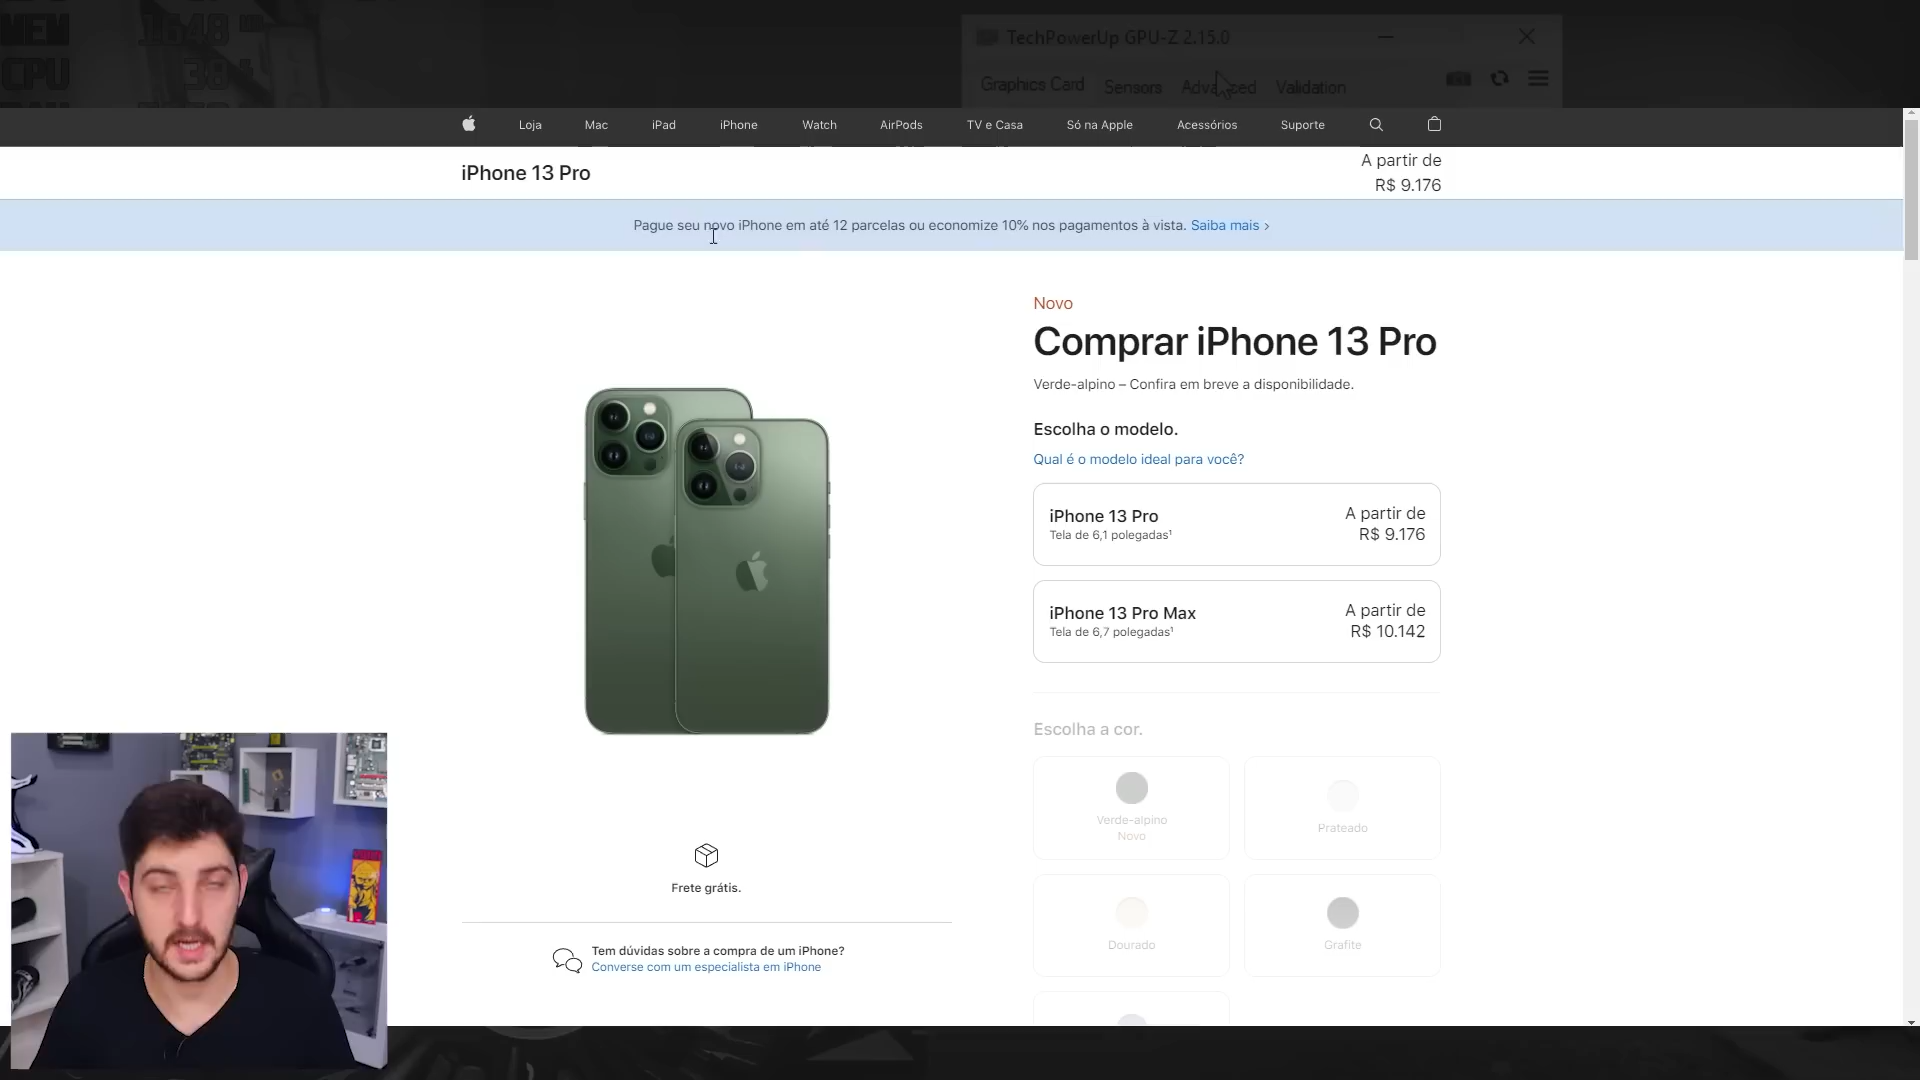 MEM 1648
CPU 38
TechPowerUp GPU-Z 2.15.0
Graphics Card Sensors Advanced Validation
Loja Mac iPad iPhone Watch AirPods TV e Casa Só na Apple Acessórios Suporte
iPhone 13 Pro
A partir de
R$ 9.176
Pague seu novo iPhone em até 12 parcelas ou economize 10% nos pagamentos à vista. Saiba mais >
Novo
Comprar iPhone 13 Pro
Verde-alpino – Confira em breve a disponibilidade.
Escolha o modelo.
Qual é o modelo ideal para você?
iPhone 13 Pro
Tela de 6,1 polegadas¹
A partir de
R$ 9.176
iPhone 13 Pro Max
Tela de 6,7 polegadas¹
A partir de
R$ 10.142
Escolha a cor.
Verde-alpino
Novo
Prateado
Dourado
Grafite
Frete grátis.
Tem dúvidas sobre a compra de um iPhone?
Converse com um especialista em iPhone